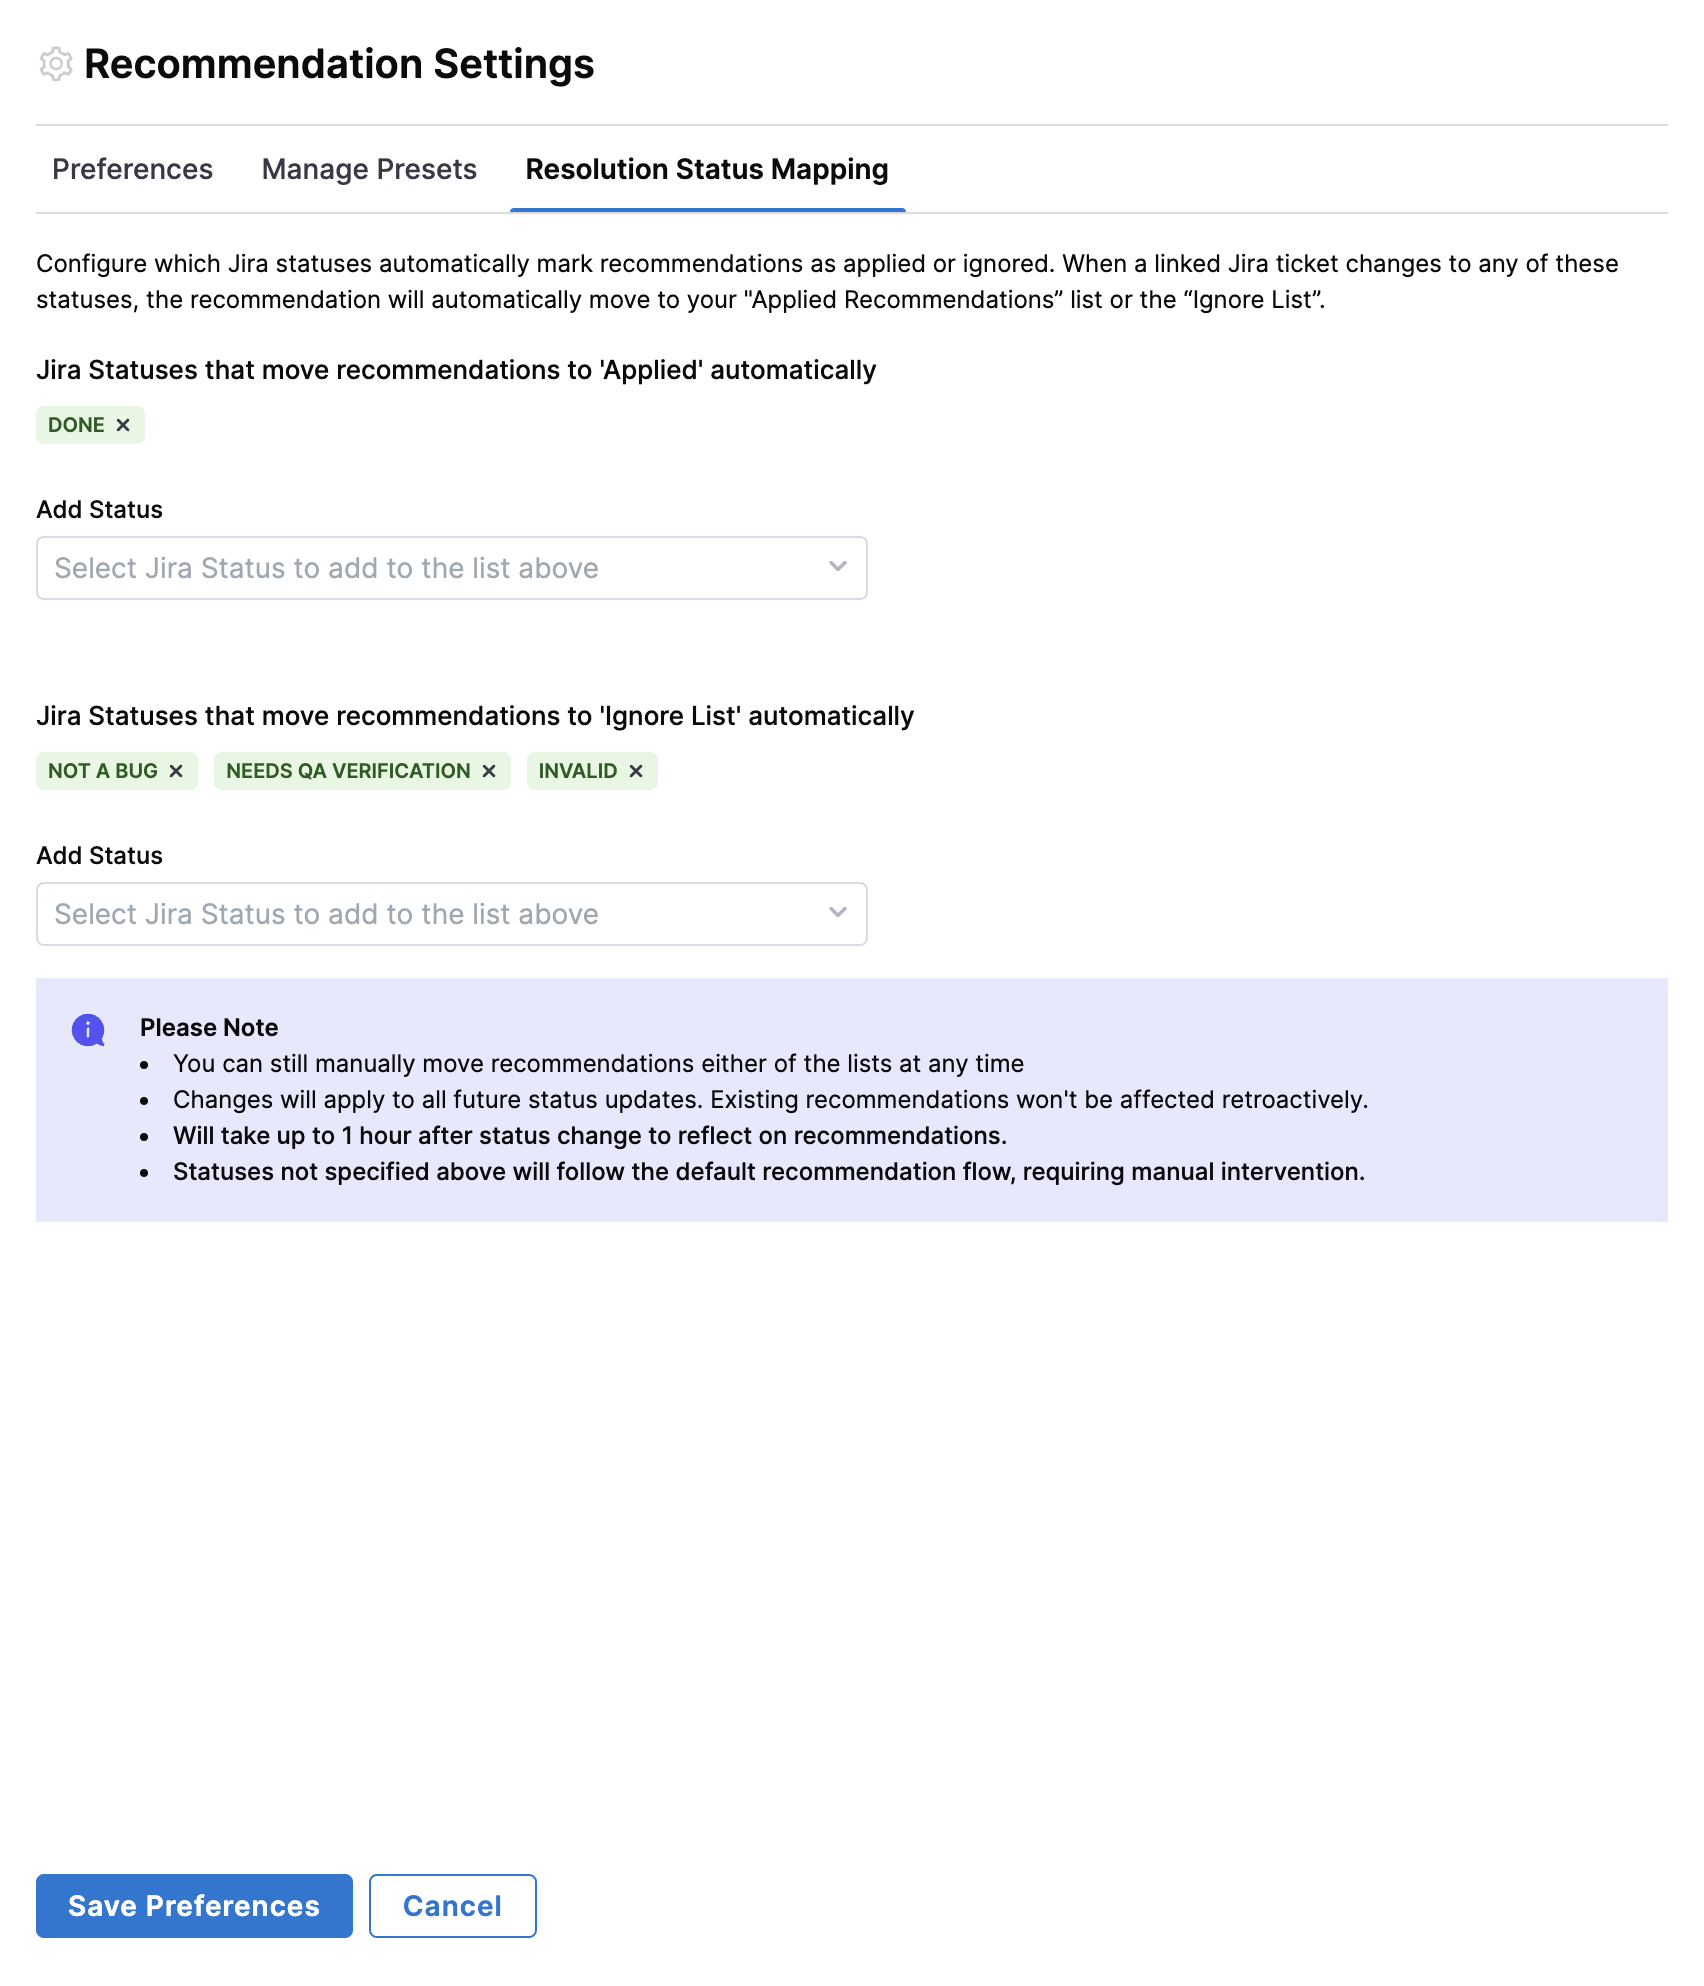 Recommendation Settings
Preferences Manage Presets Resolution Status Mapping
Configure which Jira statuses automatically mark recommendations as applied or ignored. When a linked Jira ticket changes to any of these
statuses, the recommendation will automatically move to your "Applied Recommendations” list or the “Ignore List”.
Jira Statuses that move recommendations to 'Applied' automatically
DONE ×
Add Status
Select Jira Status to add to the list above
Jira Statuses that move recommendations to 'Ignore List' automatically
NOT A BUG × NEEDS QA VERIFICATION × INVALID ×
Add Status
Select Jira Status to add to the list above
Please Note
• You can still manually move recommendations either of the lists at any time
• Changes will apply to all future status updates. Existing recommendations won't be affected retroactively.
• Will take up to 1 hour after status change to reflect on recommendations.
• Statuses not specified above will follow the default recommendation flow, requiring manual intervention.
Save Preferences Cancel